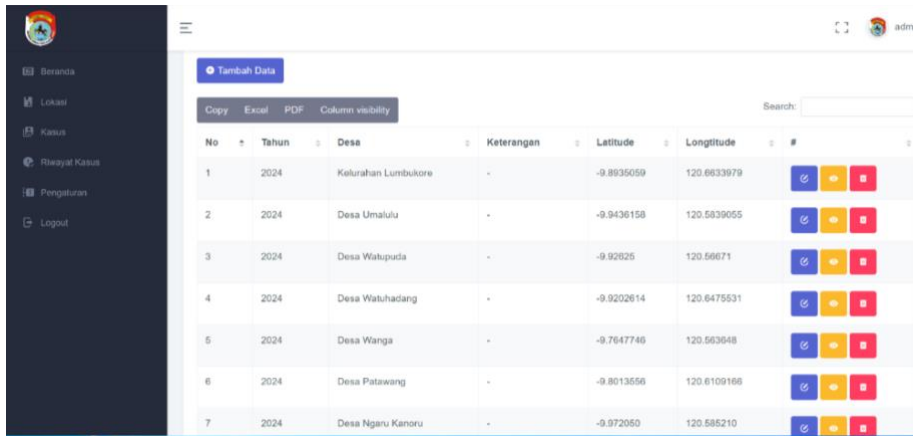 adm
Beranda
Lokasi
Kasus
Riwayat Kasus
Pengaturan
Logout
Tambah Data
Copy Excel PDF Column visibility
Search:
No Tahun Desa Keterangan Latitude Longtitude #
1 2024 Kelurahan Lumbukore - -9.8935059 120.6633979
2 2024 Desa Umalulu - -9.9436158 120.5839055
3 2024 Desa Watupuda - -9.92625 120.56671
4 2024 Desa Watuhadang - -9.9202614 120.6475531
5 2024 Desa Wanga - -9.7647746 120.563648
6 2024 Desa Patawang - -9.8013556 120.6109166
7 2024 Desa Ngaru Kanoru - -9.972050 120.585210